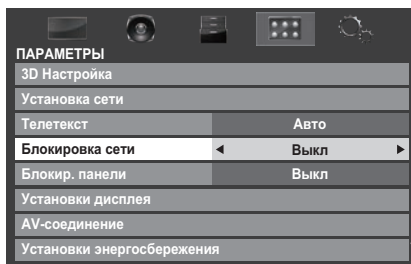 ПАРАМЕТРЫ
3D Настройка
Установка сети
Телетекст Авто
Блокировка сети Выкл
Блокир. панели Выкл
Установки дисплея
AV-соединение
Установки энергосбережения